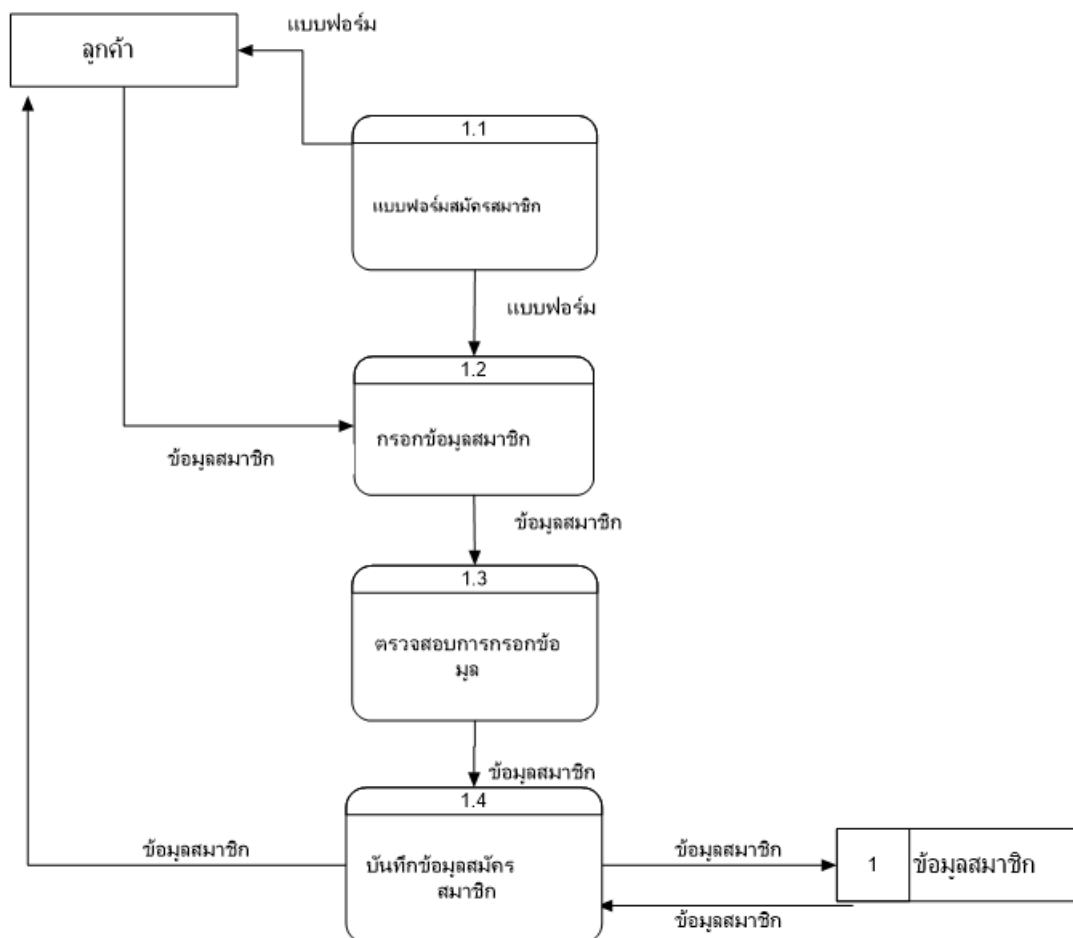 แบบฟอร์ม
ลูกค้า
1.1
แบบฟอร์มสมัครสมาชิก
แบบฟอร์ม
1.2
กรอกข้อมูลสมาชิก
ข้อมูลสมาชิก
ข้อมูลสมาชิก
1.3
ตรวจสอบการกรอกข้อ
มูล
ข้อมูลสมาชิก
1.4
ข้อมูลสมาชิก
บันทึกข้อมูลสมัคร
สมาชิก
ข้อมูลสมาชิก
1
ข้อมูลสมาชิก
ข้อมูลสมาชิก